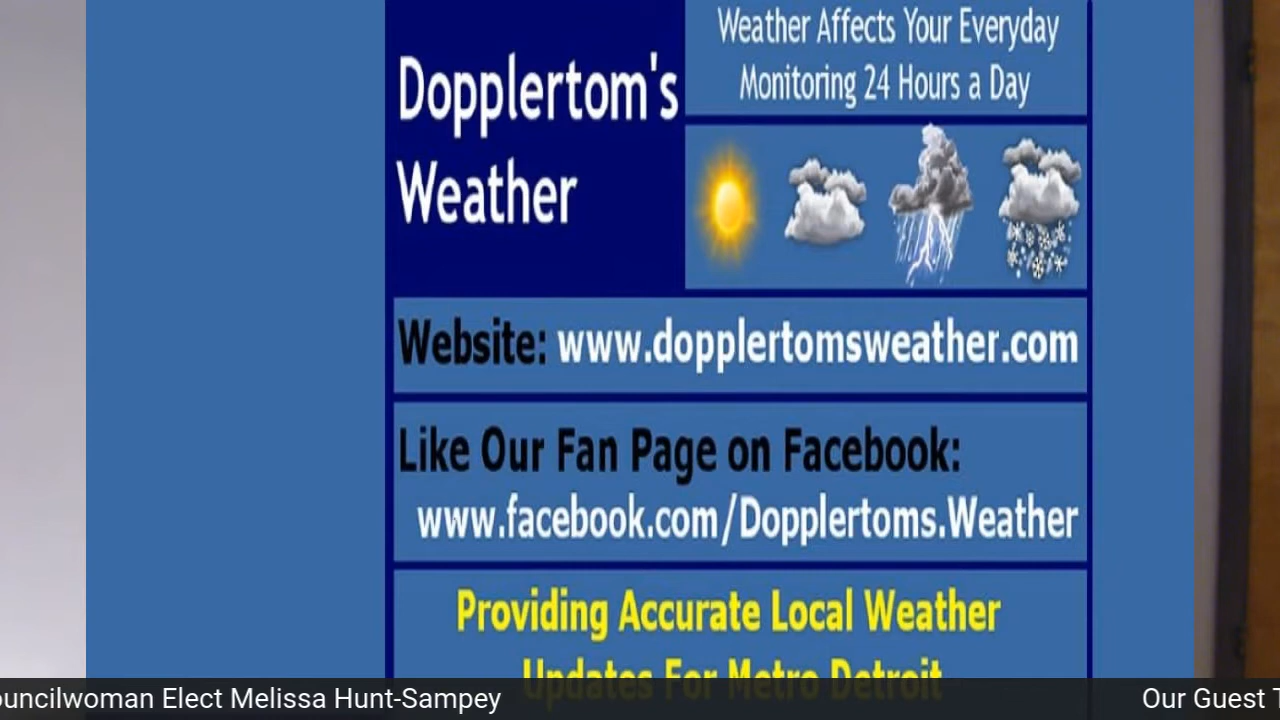 Weather Affects Your Everyday
Monitoring 24 Hours a Day
Dopplertom's
Weather
Website: www.dopplertomsweather.com
Like Our Fan Page on Facebook:
www.facebook.com/Dopplertoms.Weather
Providing Accurate Local Weather
Updates For Metro Detroit
Elect Melissa Hunt-Sampey
Our Guest